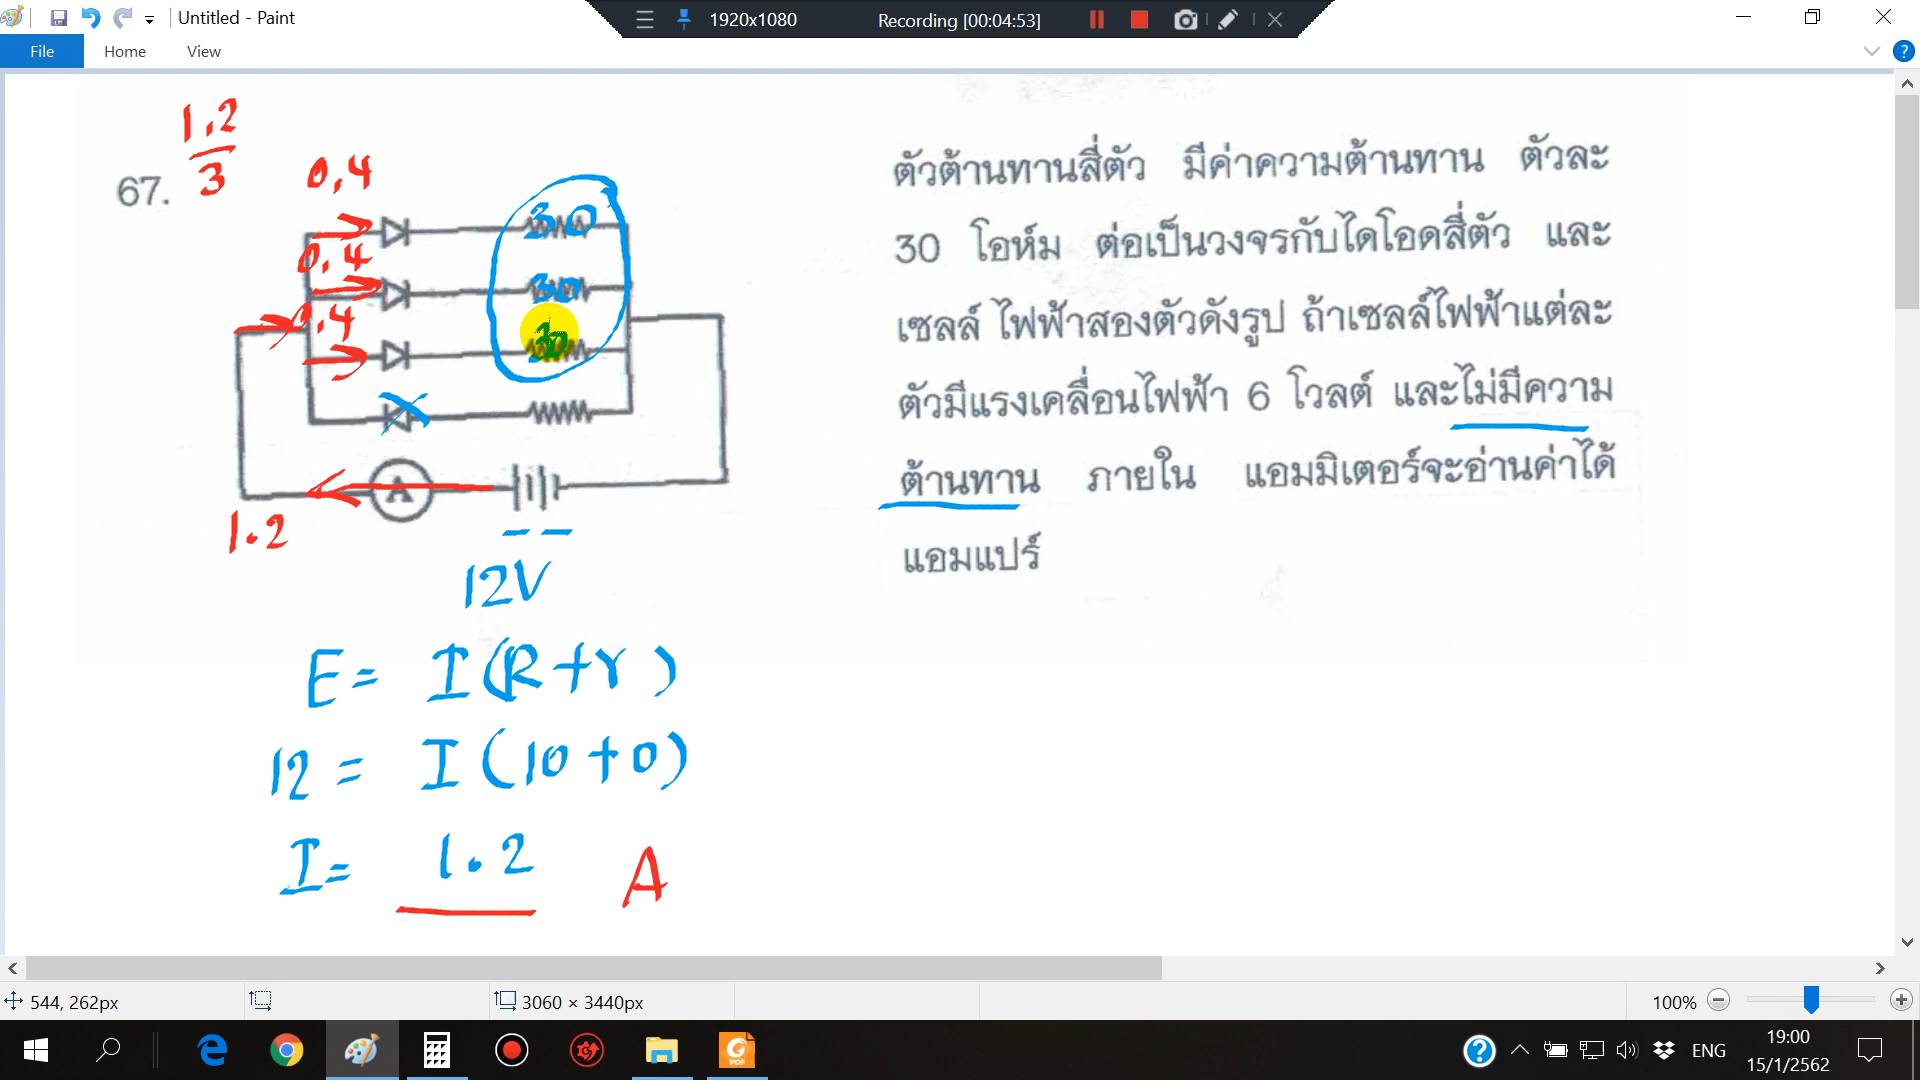 Untitled - Paint
1920x1080
Recording [00:04:53]
File
Home
View
67.
1.2
3
0,4
0,4
.4
30
30
30
A
1.2
12V
E= I(R+r)
12 = I(10+0)
I= 1.2 A
ตัวต้านทานสี่ตัว มีค่าความต้านทาน ตัวละ
30 โอห์ม ต่อเป็นวงจรกับไดโอดสี่ตัว และ
เซลล์ ไฟฟ้าสองตัวดังรูป ถ้าเซลล์ไฟฟ้าแต่ละ
ตัวมีแรงเคลื่อนไฟฟ้า 6 โวลต์ และไม่มีความ
ต้านทาน ภายใน แอมมิเตอร์จะอ่านค่าได้
แอมแปร์
544, 262px
3060 × 3440px
100%
PDF
ENG
19:00
15/1/2562